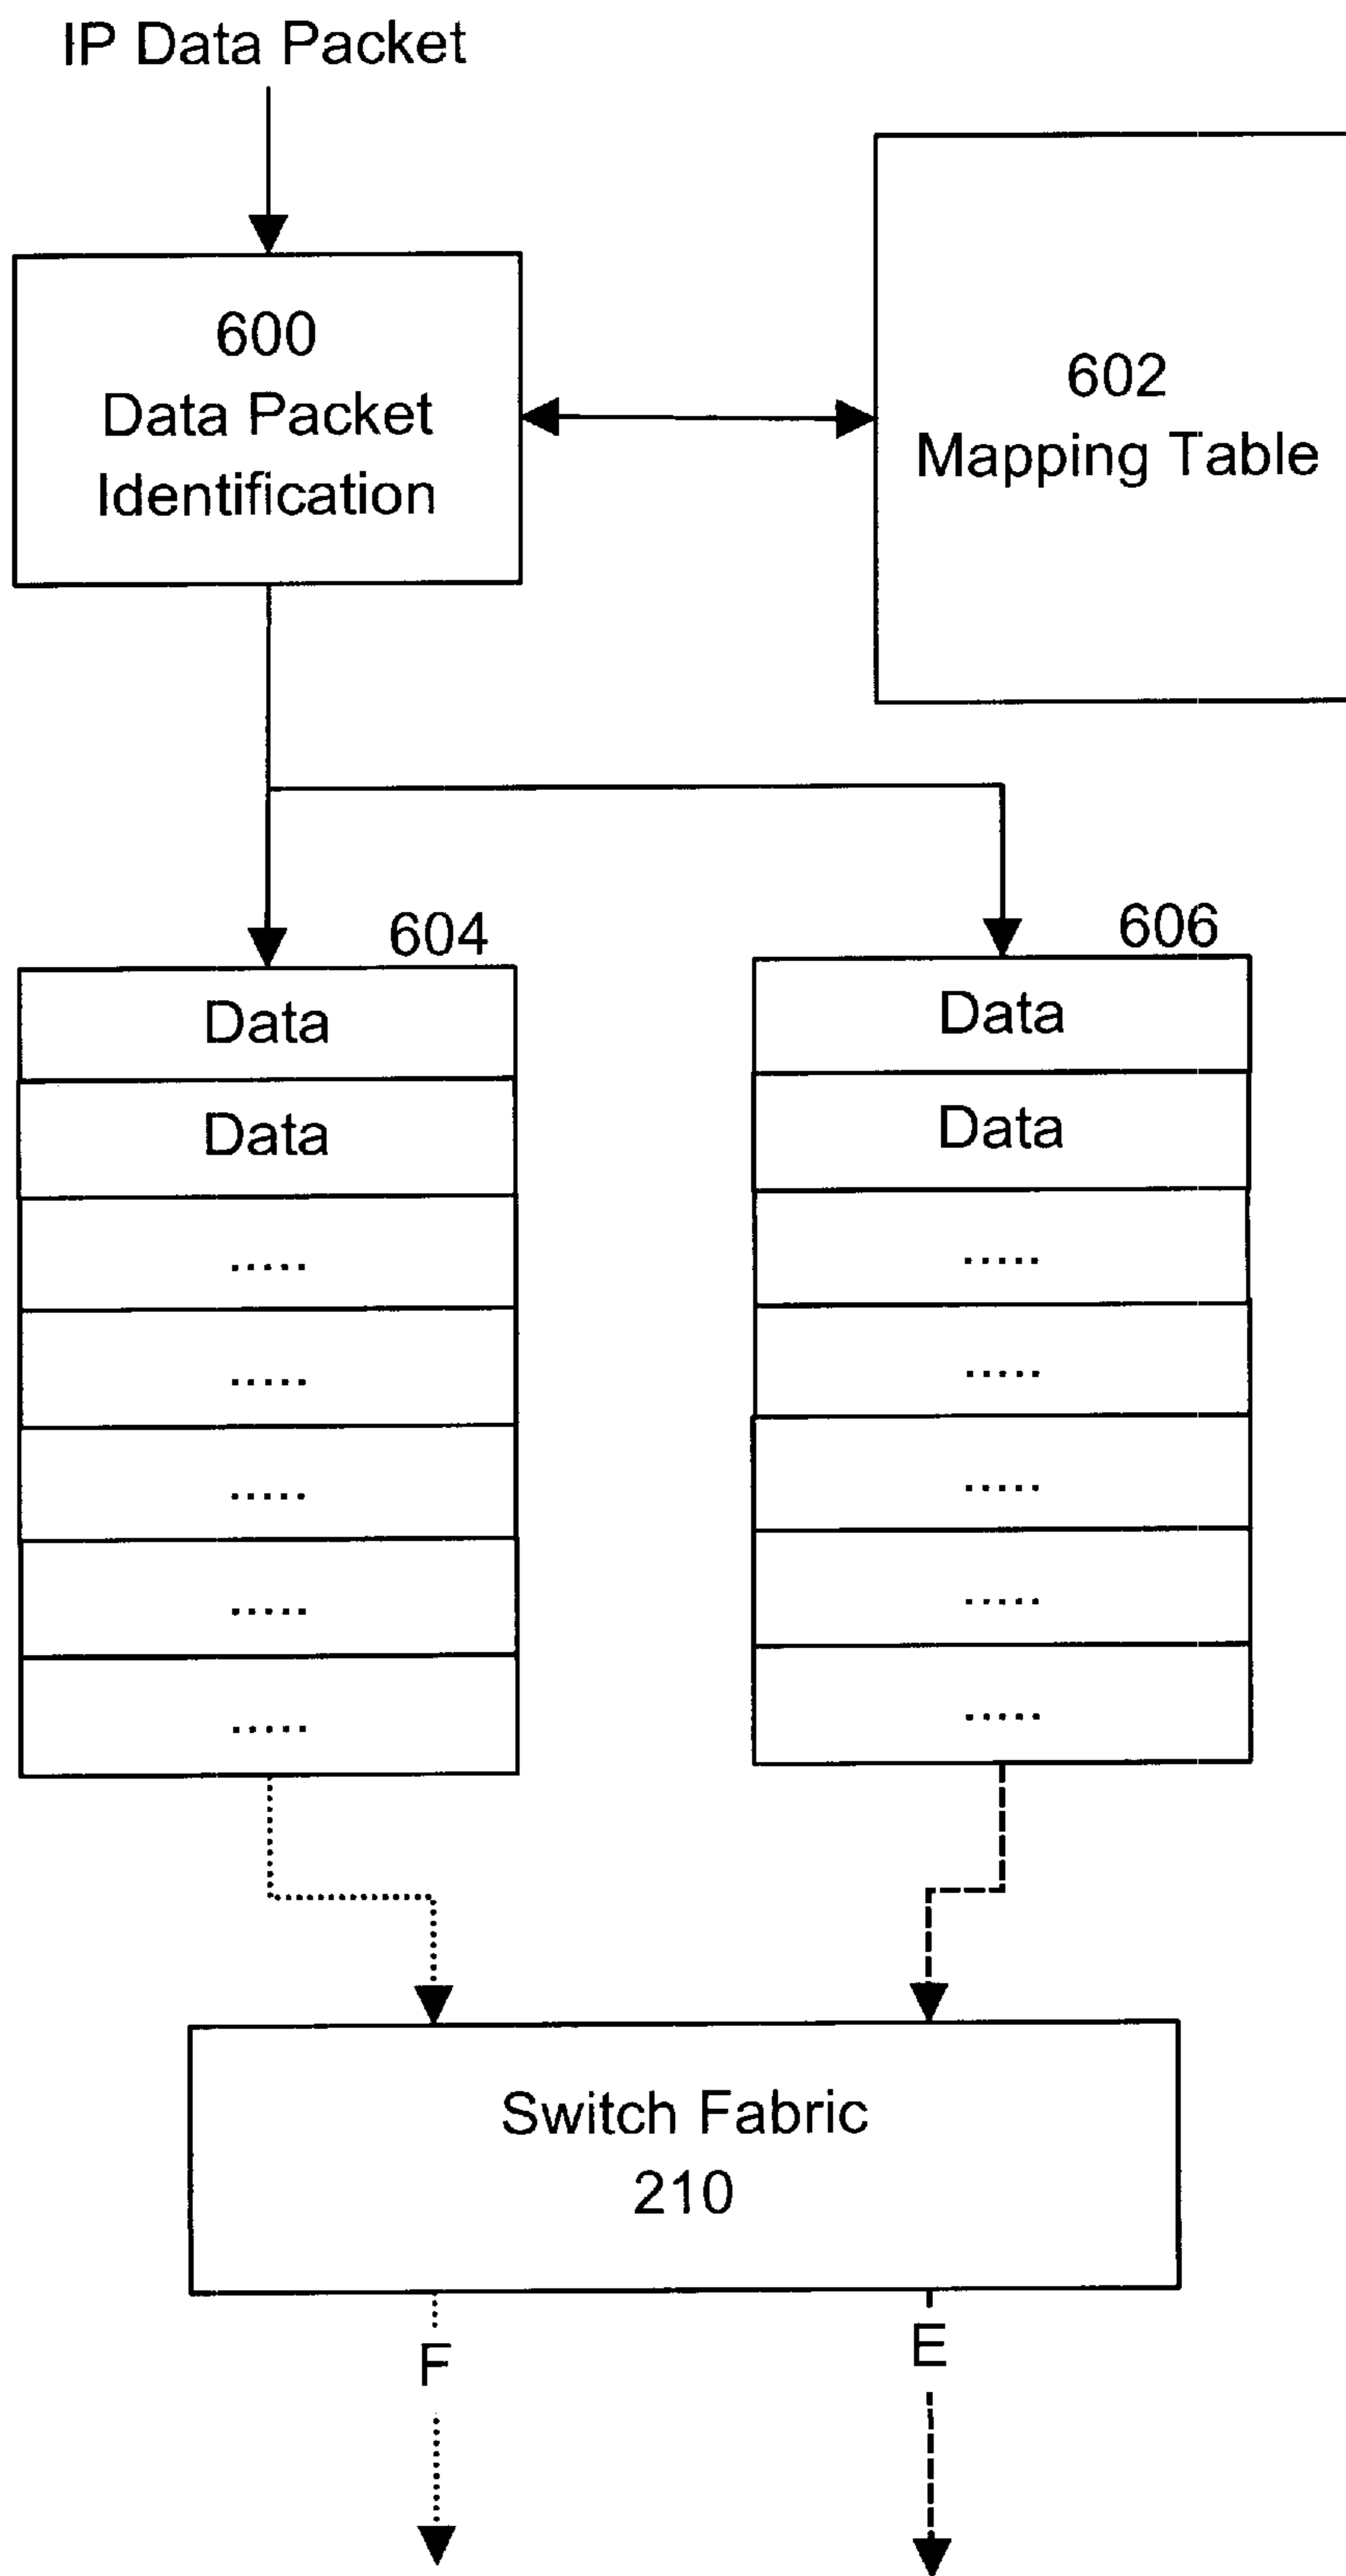 IP Data Packet
600
Data Packet
Identification
602
Mapping Table
604
606
Data
Data
.....
.....
.....
.....
.....
Data
Data
.....
.....
.....
.....
.....
Switch Fabric
210
F
E